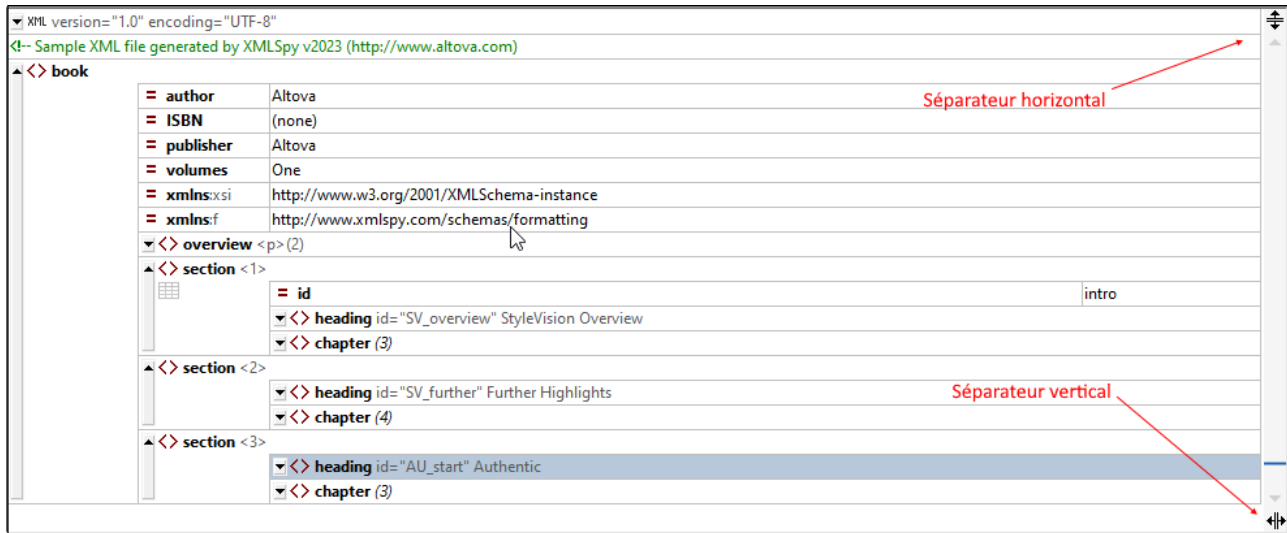 XML version="1.0" encoding="UTF-8"
<!-- Sample XML file generated by XMLSpy v2023 (http://www.altova.com)
<> book
= author Altova
Séparateur horizontal
= ISBN (none)
= publisher Altova
= volumes One
= xmlns:xsi http://www.w3.org/2001/XMLSchema-instance
= xmlns:f http://www.xmlspy.com/schemas/formatting
<> overview <p>(2)
<> section <1>
= id intro
<> heading id="SV_overview" StyleVision Overview
<> chapter (3)
<> section <2>
<> heading id="SV_further" Further Highlights
Séparateur vertical
<> chapter (4)
<> section <3>
<> heading id="AU_start" Authentic
<> chapter (3)